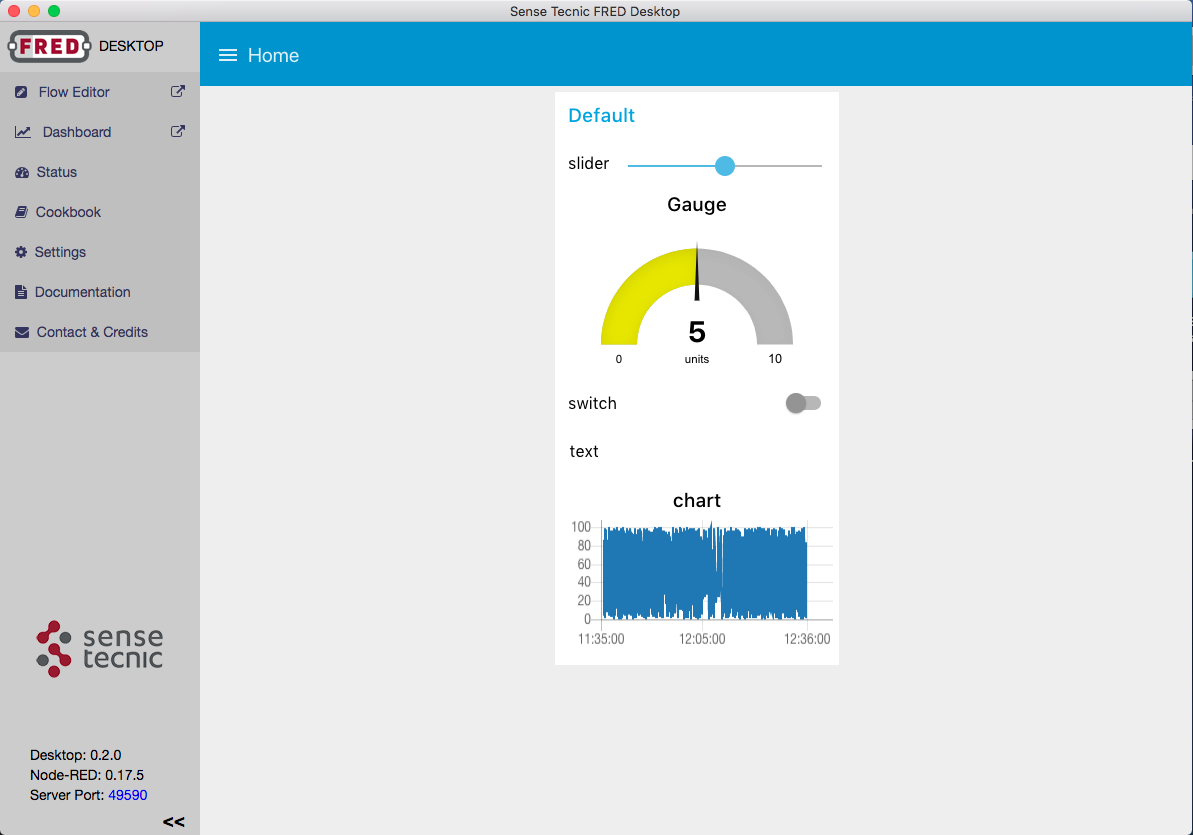 Sense Tecnic FRED Desktop
FRED DESKTOP
Home
Flow Editor
Dashboard
Status
Cookbook
Settings
Documentation
Contact & Credits
sense
tecnic
Desktop: 0.2.0
Node-RED: 0.17.5
Server Port: 49590
<<
Default
slider
Gauge
5
0 units 10
switch
text
chart
100
80
60
40
20
0
11:35:00 12:05:00 12:36:00